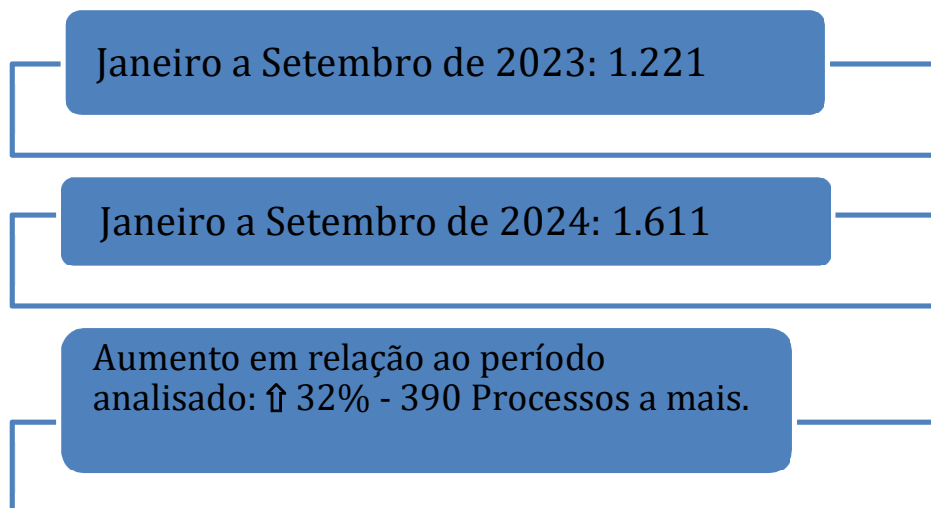 Janeiro a Setembro de 2023: 1.221
Janeiro a Setembro de 2024: 1.611
Aumento em relação ao período
analisado: ⇧ 32% - 390 Processos a mais.